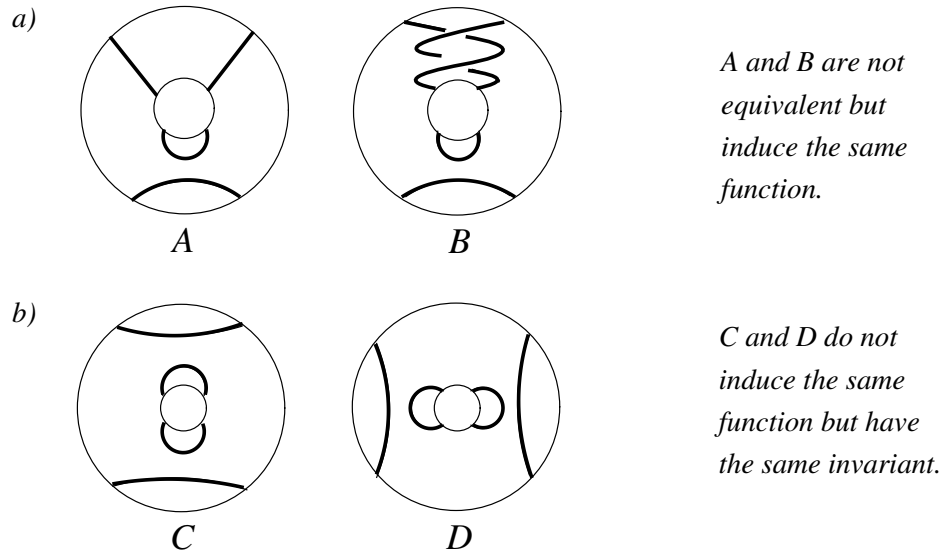 a)
A and B are not
equivalent but
induce the same
function.
A
B
b)
C and D do not
induce the same
function but have
the same invariant.
C
D